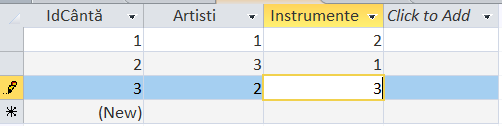 IdCântă Artisti Instrumente Click to Add
1 1 2
2 3 1
3 2 3
(New)